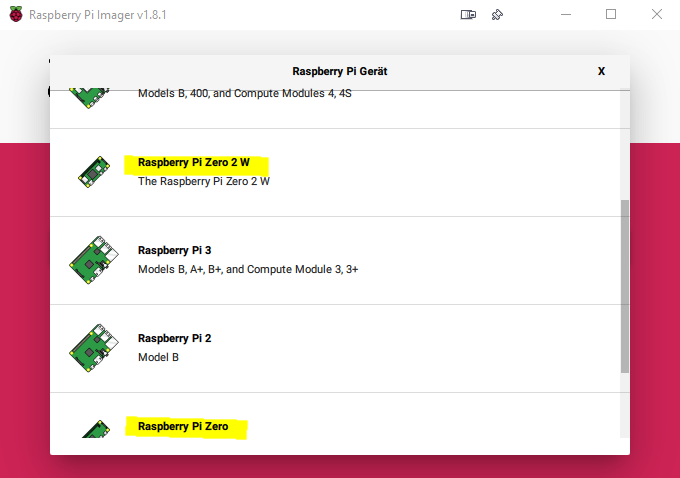 Raspberry Pi Imager v1.8.1
Raspberry Pi Gerät
X
Models B, 400, and Compute Modules 4, 4S
Raspberry Pi Zero 2 W
The Raspberry Pi Zero 2 W
Raspberry Pi 3
Models B, A+, B+, and Compute Module 3, 3+
Raspberry Pi 2
Model B
Raspberry Pi Zero